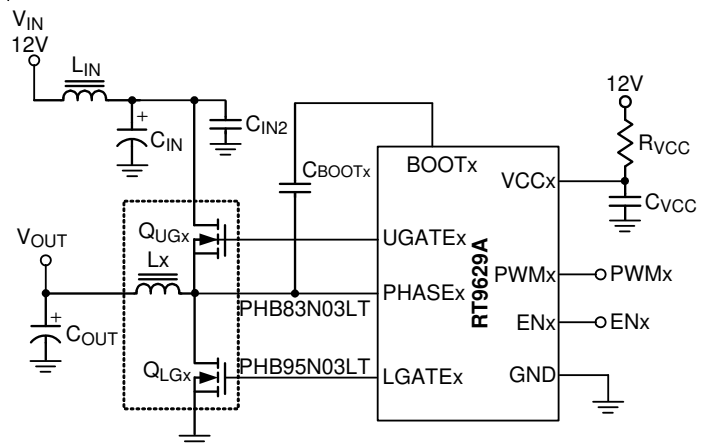 VIN
12V
LIN
+
CIN
CIN2
CBOOTx
BOOTx
12V
RVCC
VCCx
CVCC
VOUT
Lx
+
COUT
QUGx
UGATEx
PHASEx
PHB83N03LT
RT9629A
PWMx
PWMx
ENx
ENx
QLGx
PHB95N03LT
LGATEx
GND